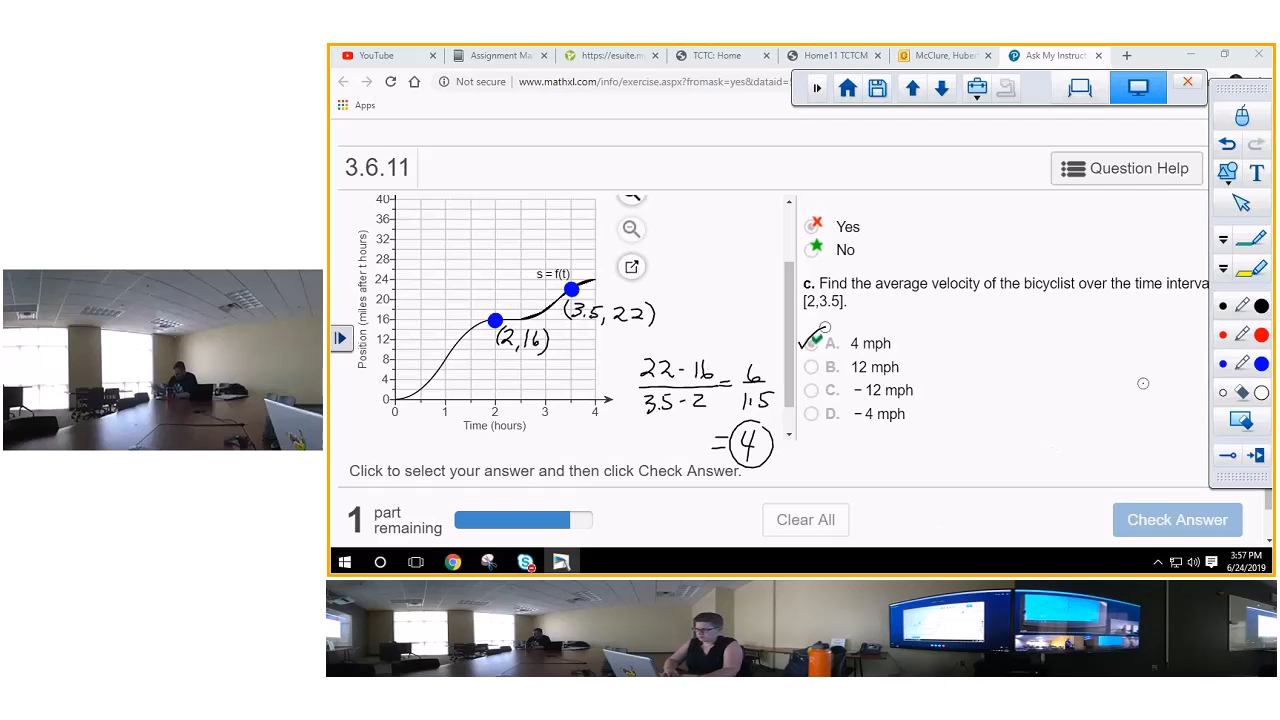 YouTube
Assignment Ma
https://esuite.m
TCTC: Home
Home11 TCTCM
McClure, Huber
Ask My Instruct
Not secure
www.mathxl.com/info/exercise.aspx?fromask=yes&dataid=
Apps
3.6.11
Question Help
40
36
32
28
24
20
16
12
8
4
0
Position (miles after t hours)
s = f(t)
(3.5, 22)
(2,16)
0 1 2 3 4
Time (hours)
22 - 16 = 6
3.5 - 2 1.5
= 4
Yes
No
c. Find the average velocity of the bicyclist over the time interva
[2,3.5].
A. 4 mph
B. 12 mph
C. − 12 mph
D. − 4 mph
Click to select your answer and then click Check Answer.
1 part
remaining
Clear All
Check Answer
T
3:57 PM
6/24/2019